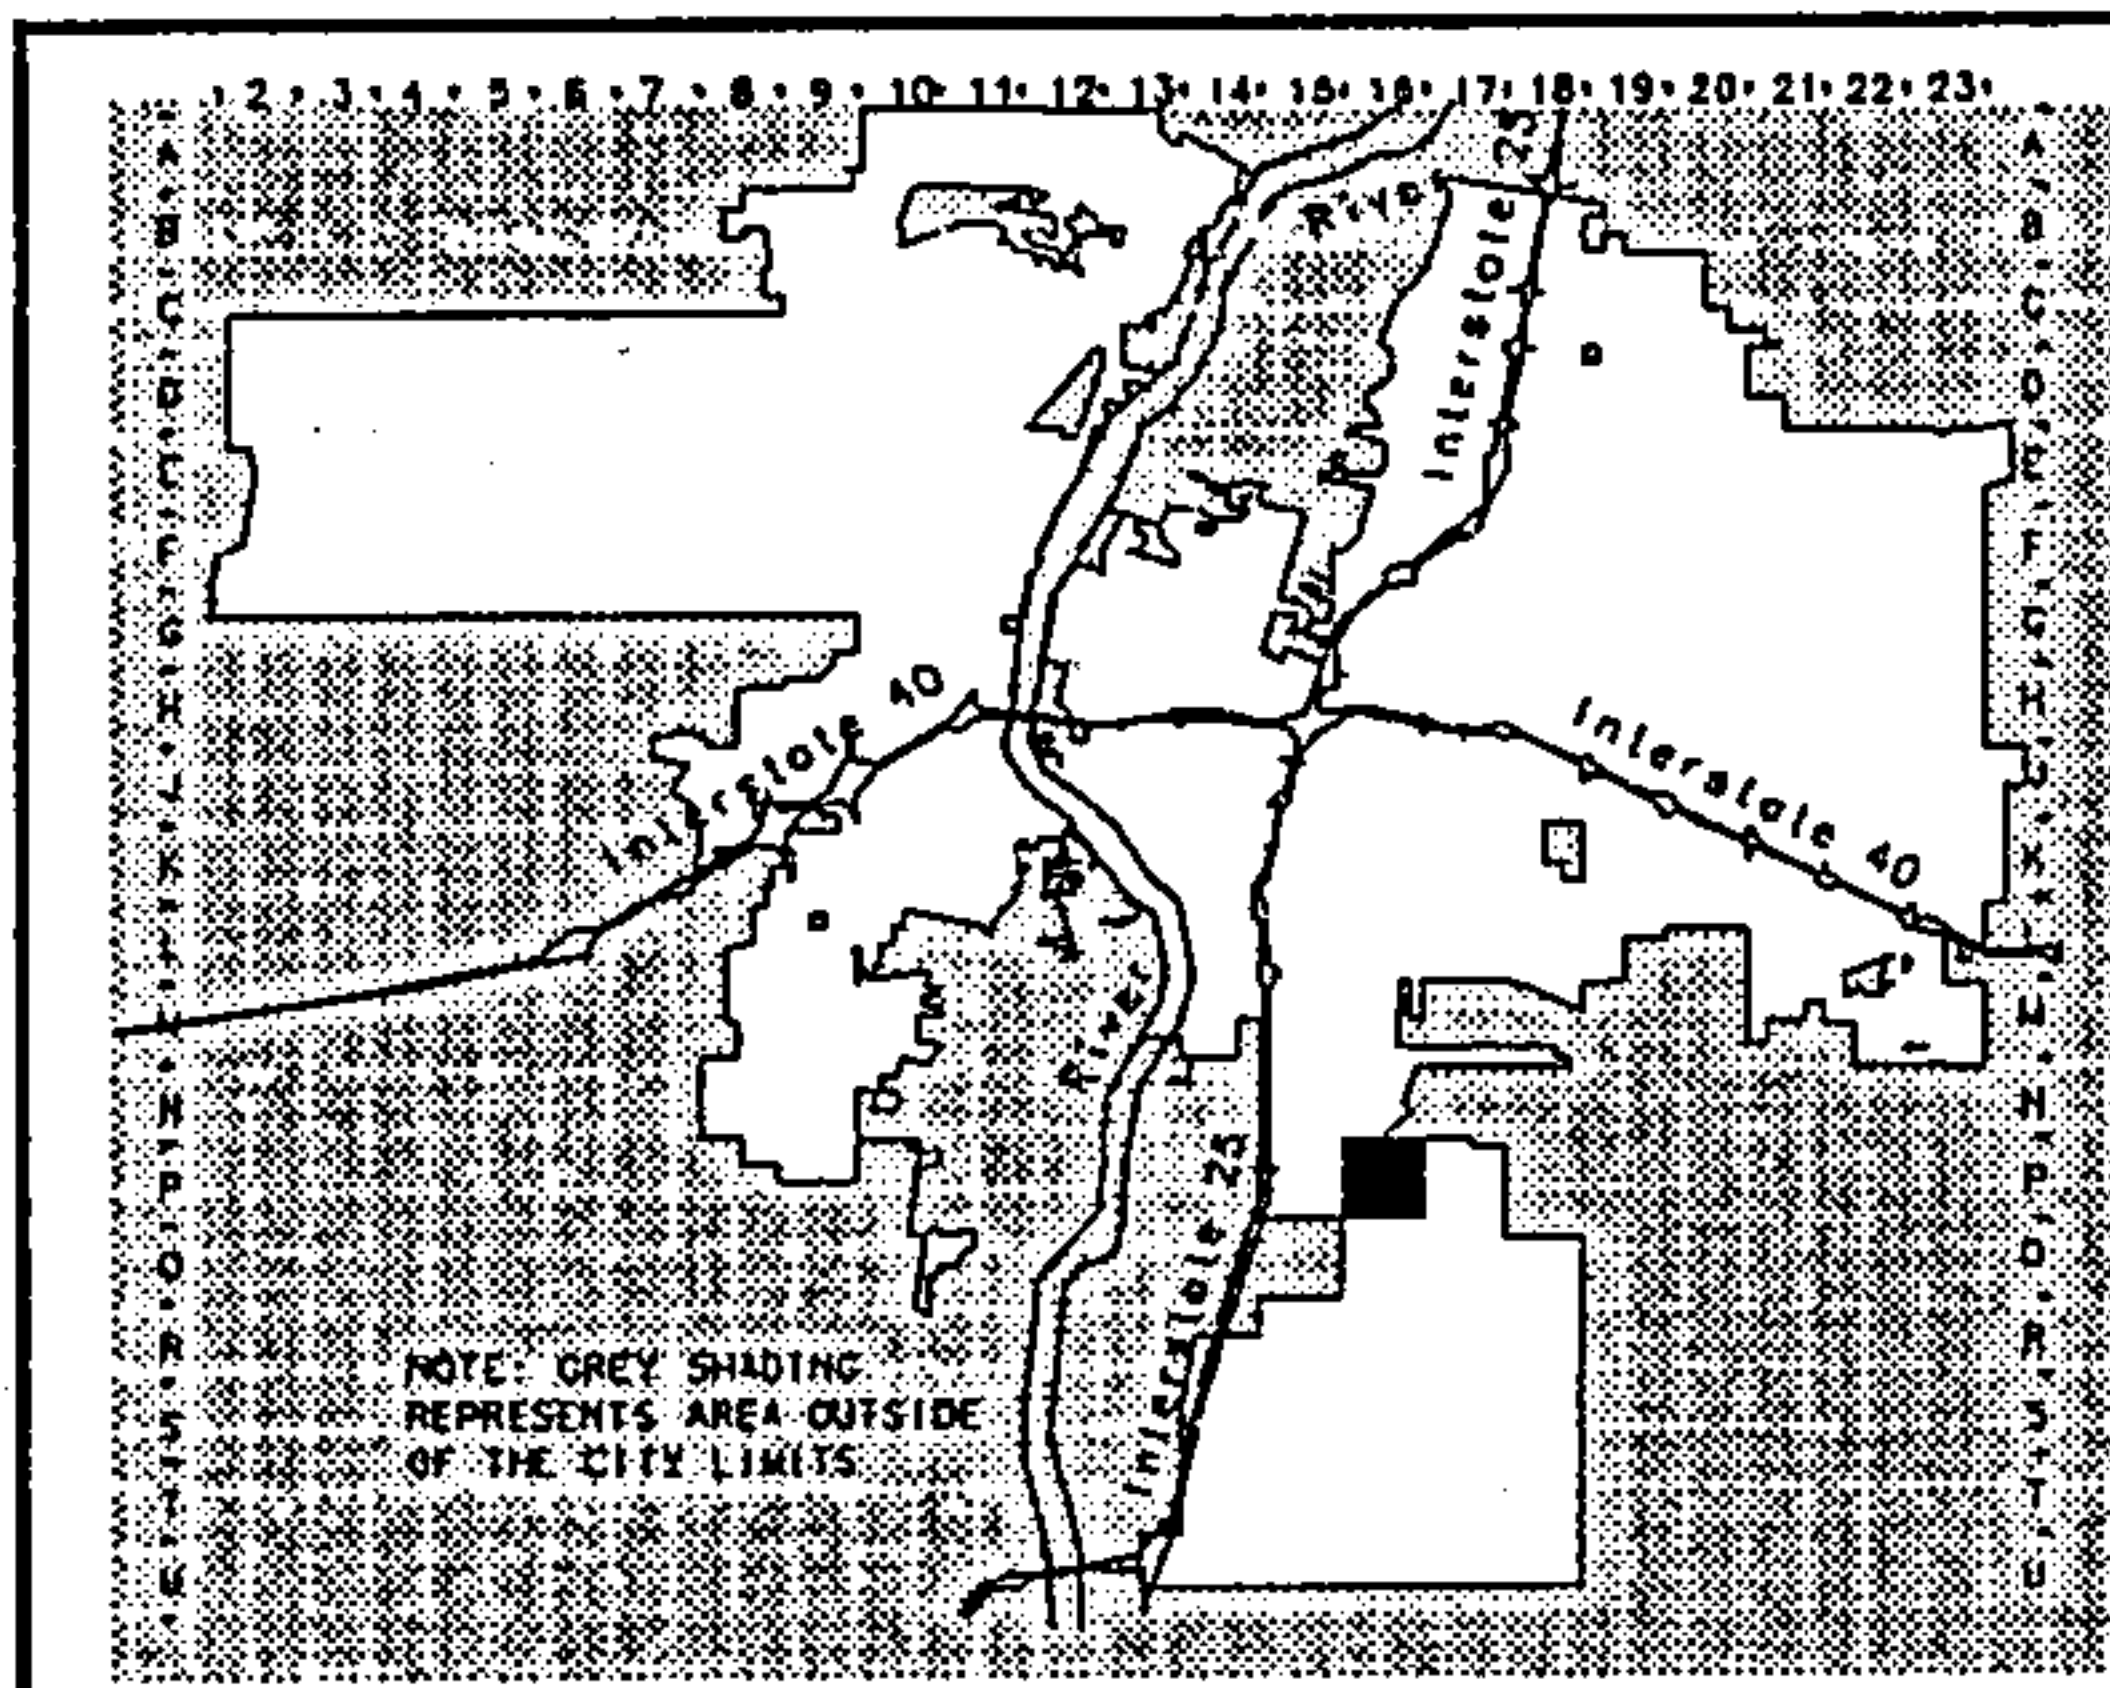 2 3 4 5 6 7 8 9 10 11 12 13 14 15 16 17 18 19 20 21 22 23
A
B
C
D
E
F
G
H
J
K
L
M
N
P
Q
R
S
T
U
A
B
C
D
E
F
G
H
J
K
L
M
N
P
Q
R
S
T
U
River
Interstate 25
Interstate 40
Interstate 40
River
Interstate 25
NOTE: GREY SHADING
REPRESENTS AREA OUTSIDE
OF THE CITY LIMITS